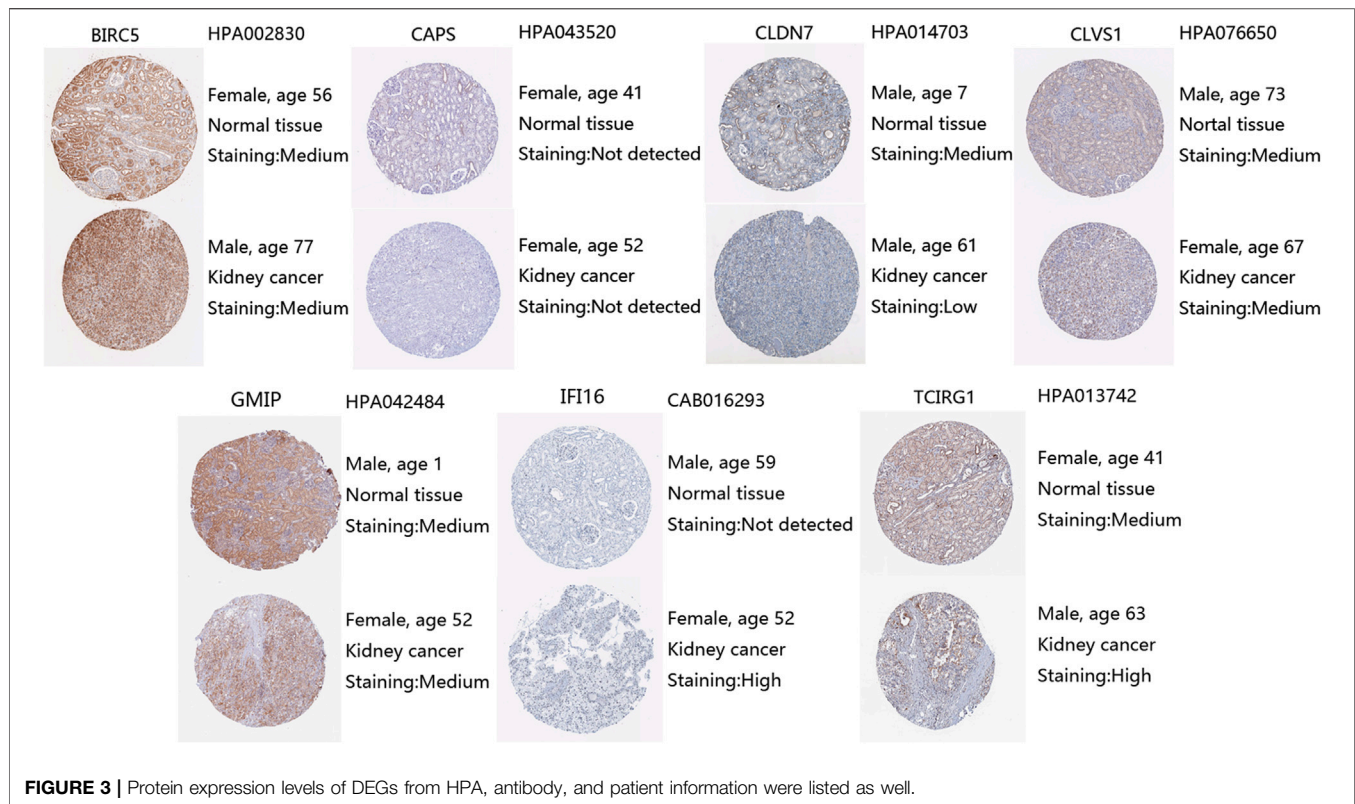 BIRC5
HPA002830
Female, age 56
Normal tissue
Staining:Medium
Male, age 77
Kidney cancer
Staining:Medium
CAPS
HPA043520
Female, age 41
Normal tissue
Staining:Not detected
Female, age 52
Kidney cancer
Staining:Not detected
CLDN7
HPA014703
Male, age 7
Normal tissue
Staining:Medium
Male, age 61
Kidney cancer
Staining:Low
CLVS1
HPA076650
Male, age 73
Nortal tissue
Staining:Medium
Female, age 67
Kidney cancer
Staining:Medium
GMIP
HPA042484
Male, age 1
Normal tissue
Staining:Medium
Female, age 52
Kidney cancer
Staining:Medium
IFI16
CAB016293
Male, age 59
Normal tissue
Staining:Not detected
Female, age 52
Kidney cancer
Staining:High
TCIRG1
HPA013742
Female, age 41
Normal tissue
Staining:Medium
Male, age 63
Kidney cancer
Staining:High
FIGURE 3 | Protein expression levels of DEGs from HPA, antibody, and patient information were listed as well.